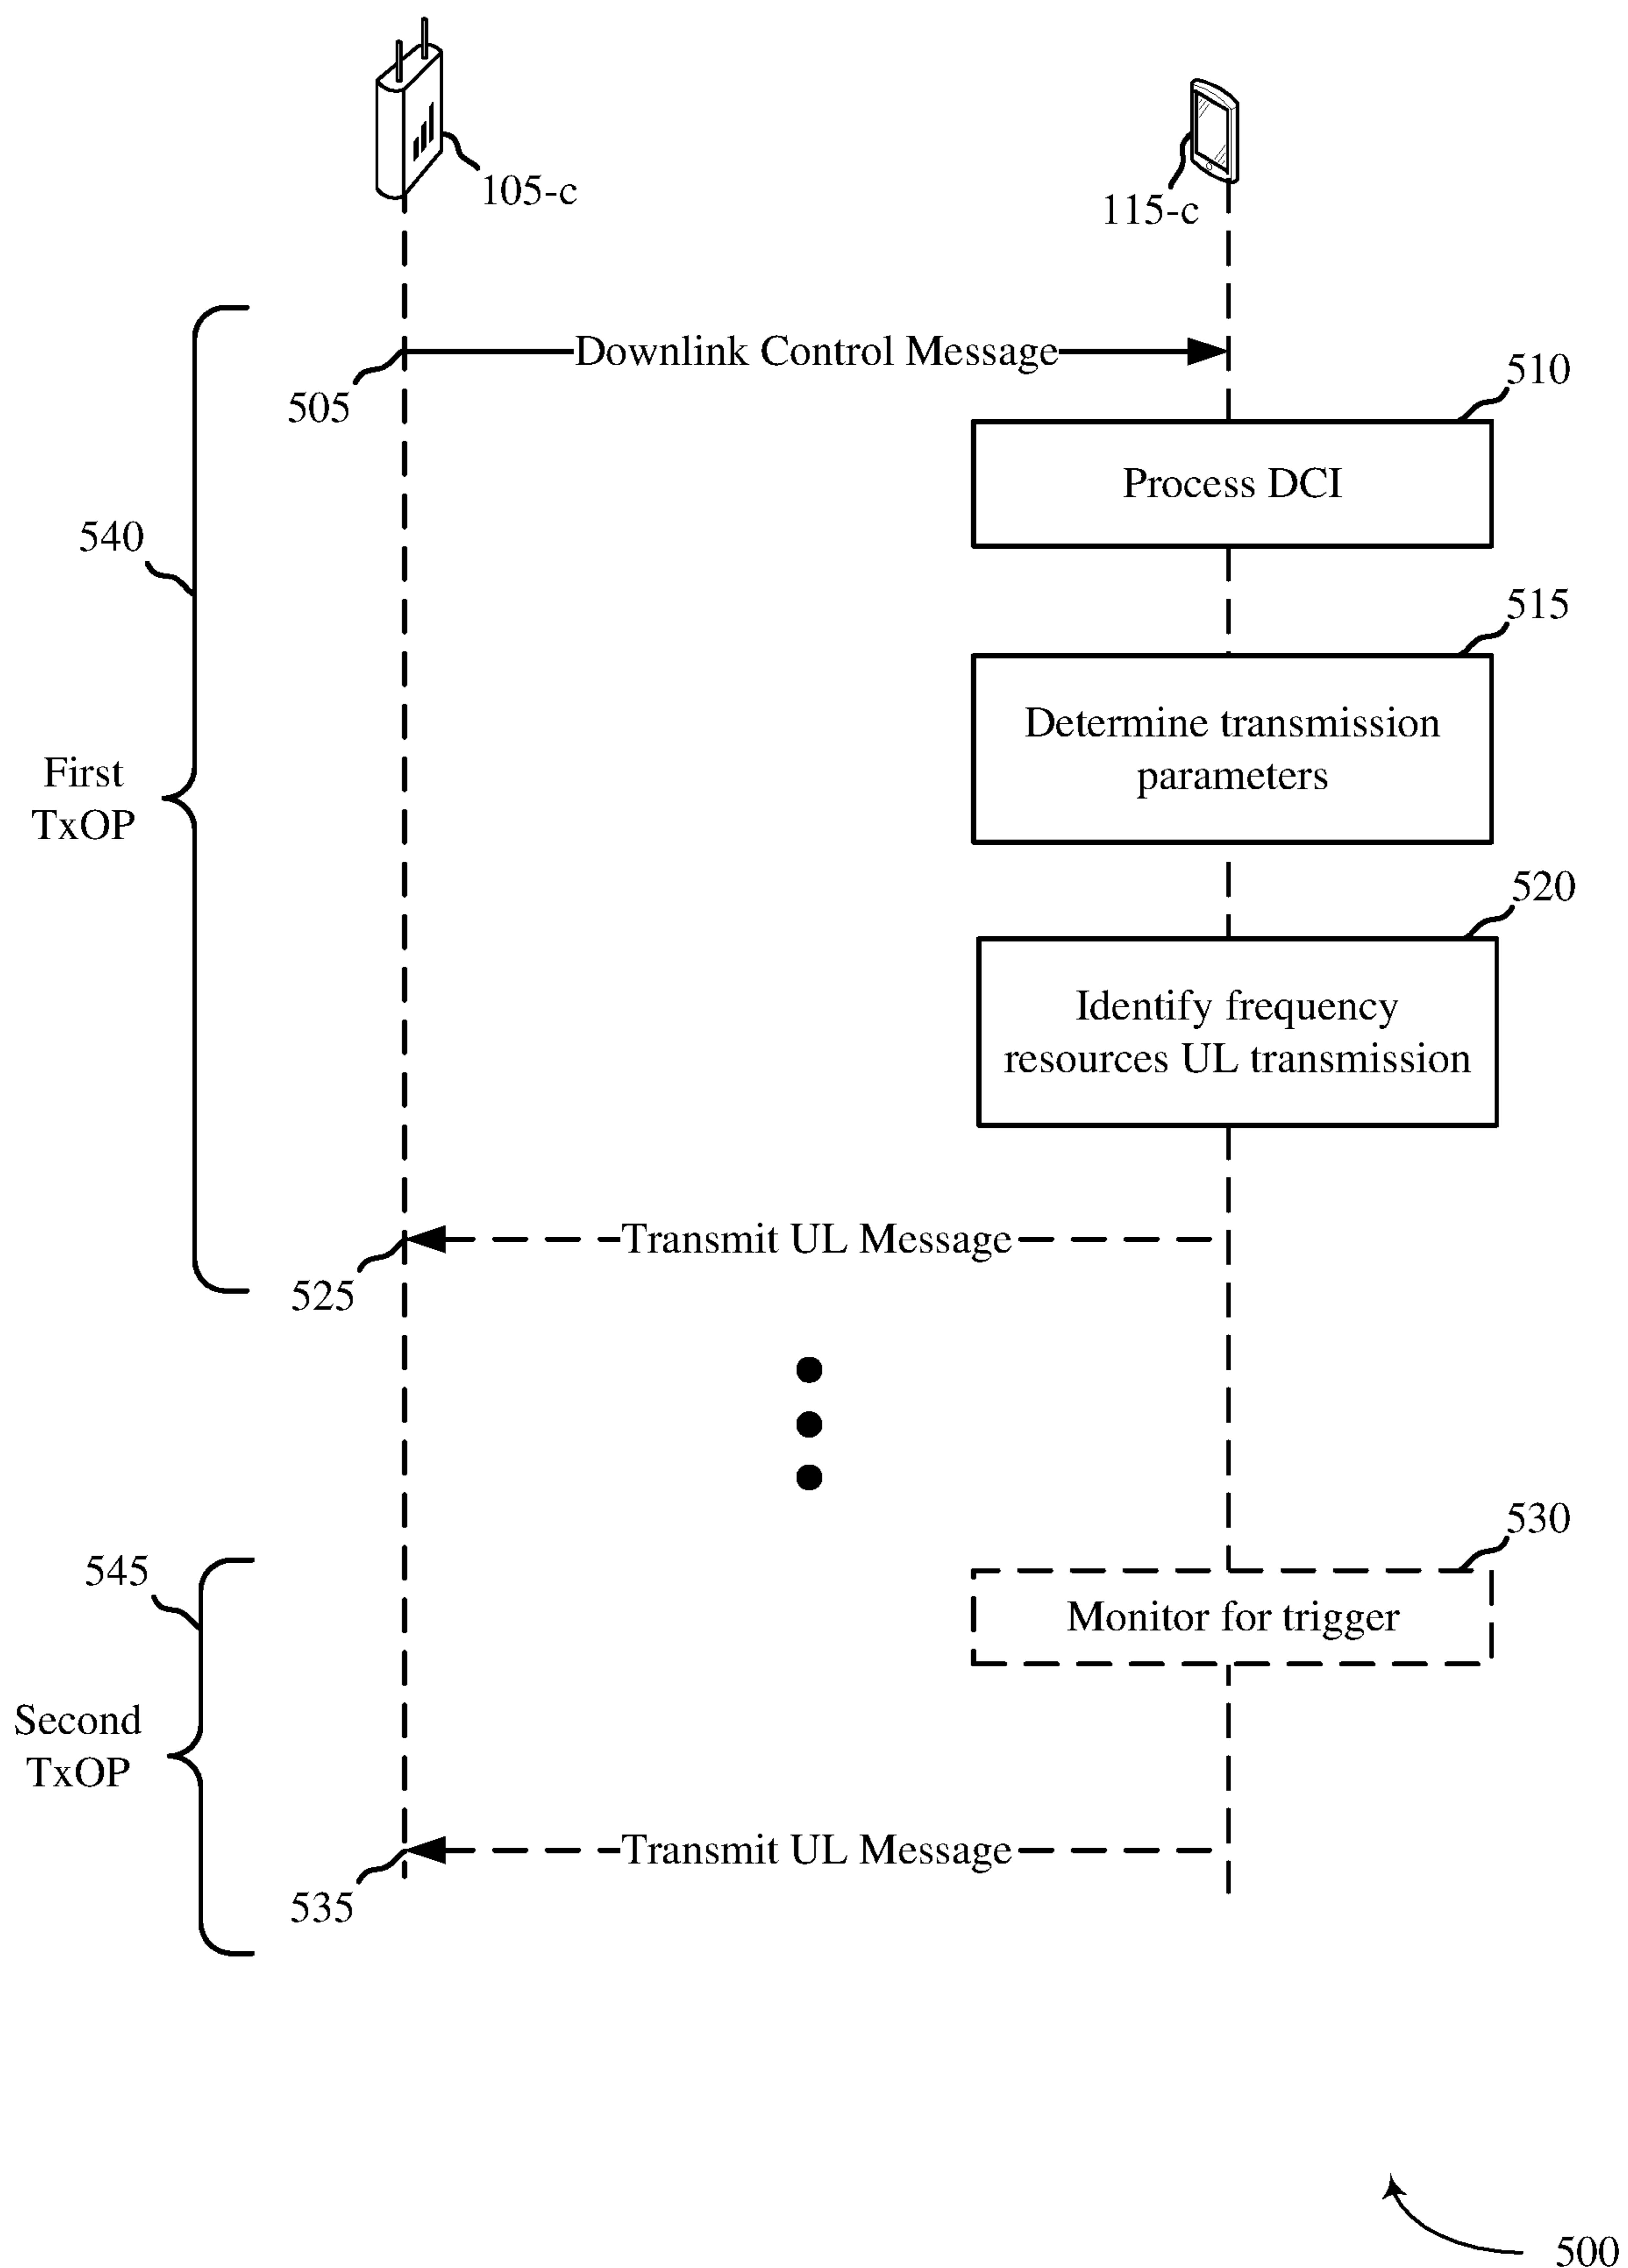 105-c
115-c
Downlink Control Message
505
510
Process DCI
540
515
Determine transmission
parameters
First
TxOP
520
Identify frequency
resources UL transmission
Transmit UL Message
525
530
545
Monitor for trigger
Second
TxOP
Transmit UL Message
535
500